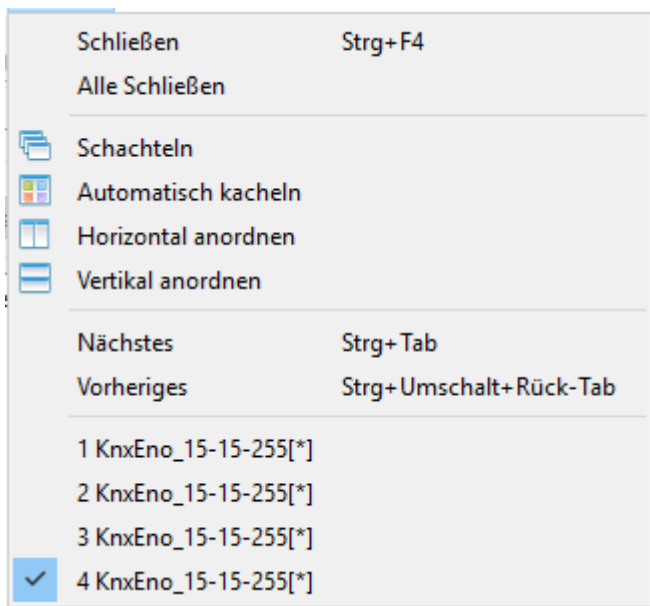 Schließen Strg+F4
Alle Schließen
Schachteln
Automatisch kacheln
Horizontal anordnen
Vertikal anordnen
Nächstes Strg+Tab
Vorheriges Strg+Umschalt+Rück-Tab
1 KnxEno_15-15-255[*]
2 KnxEno_15-15-255[*]
3 KnxEno_15-15-255[*]
4 KnxEno_15-15-255[*]